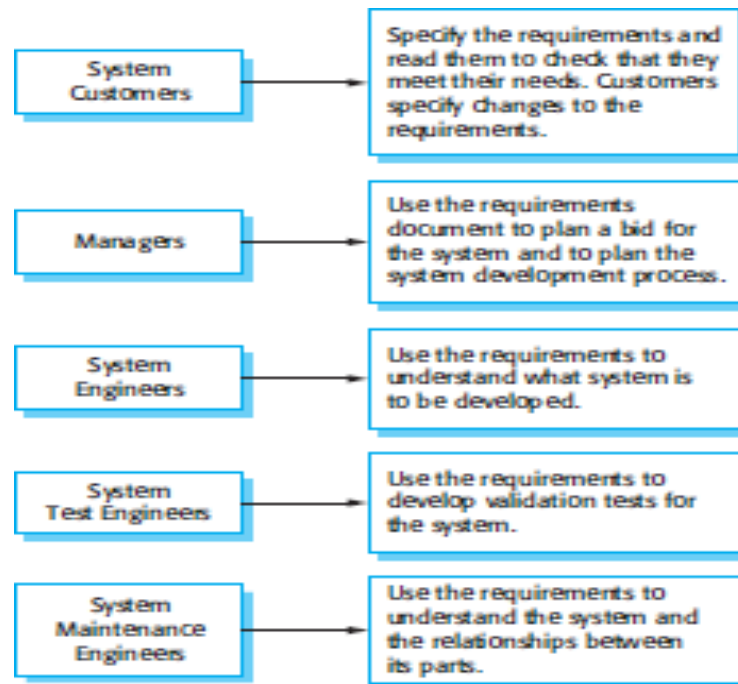 System
Customers
Specify the requirements and
read them to check that they
meet their needs. Customers
specify changes to the
requirements.
Managers
Use the requirements
document to plan a bid for
the system and to plan the
system development process.
System
Engineers
Use the requirements to
understand what system is
to be developed.
System
Test Engineers
Use the requirements to
develop validation tests for
the system.
System
Maintenance
Engineers
Use the requirements to
understand the system and
the relationships between
its parts.